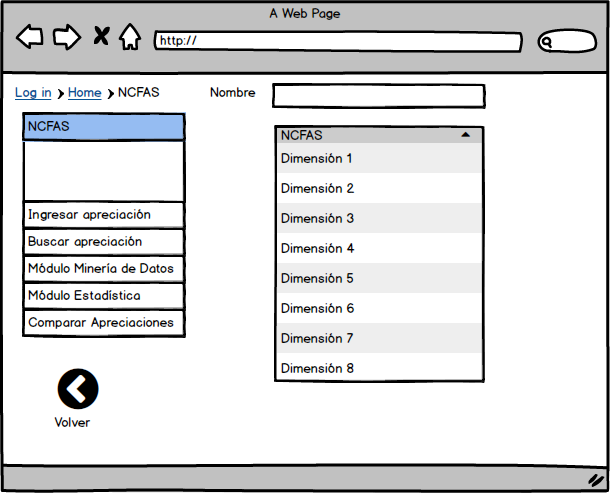 A Web Page
http://
Log in > Home > NCFAS
Nombre
NCFAS
Ingresar apreciación
Buscar apreciación
Módulo Minería de Datos
Módulo Estadística
Comparar Apreciaciones
Volver
NCFAS
Dimensión 1
Dimensión 2
Dimensión 3
Dimensión 4
Dimensión 5
Dimensión 6
Dimensión 7
Dimensión 8